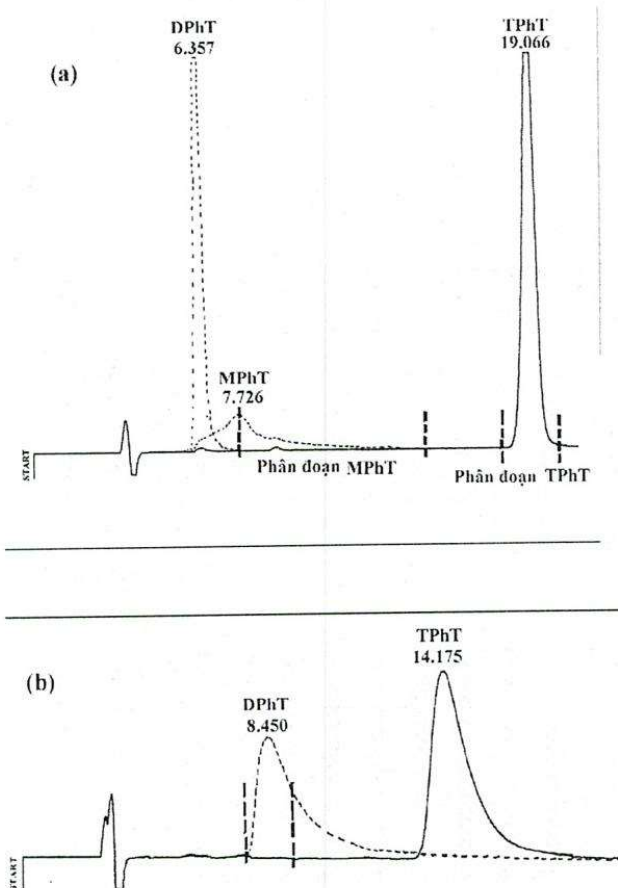 DPhT
6.357
TPhT
19.066
(a)
MPhT
7.726
START
Phân đoạn MPhT
Phân đoạn TPhT
TPhT
14.175
(b)
DPhT
8.450
START